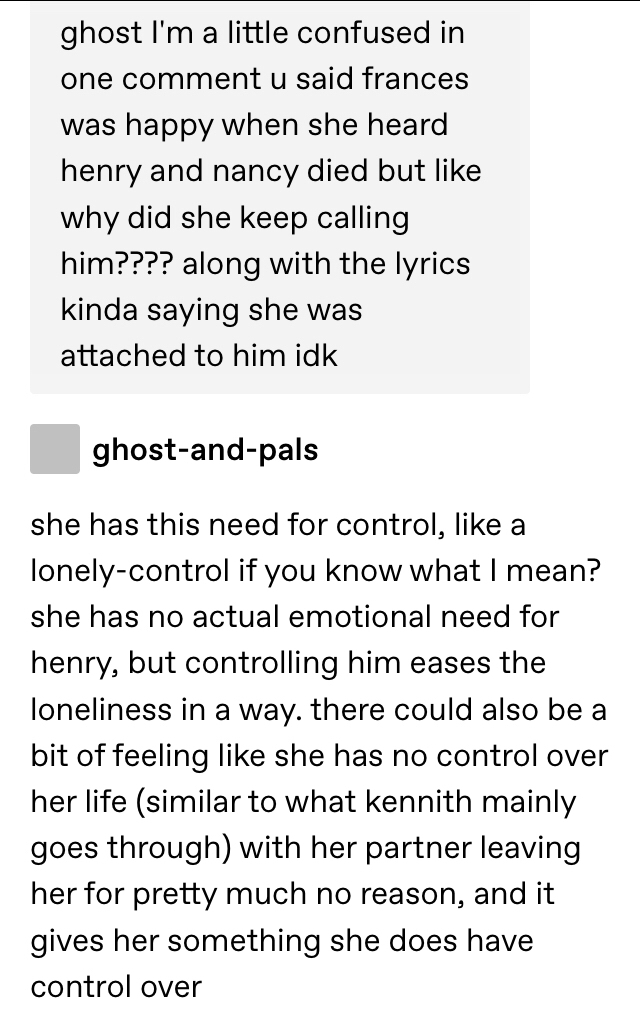 ghost I'm a little confused in
one comment u said frances
was happy when she heard
henry and nancy died but like
why did she keep calling
him???? along with the lyrics
kinda saying she was
attached to him idk
ghost-and-pals
she has this need for control, like a
lonely-control if you know what I mean?
she has no actual emotional need for
henry, but controlling him eases the
loneliness in a way. there could also be a
bit of feeling like she has no control over
her life (similar to what kennith mainly
goes through) with her partner leaving
her for pretty much no reason, and it
gives her something she does have
control over